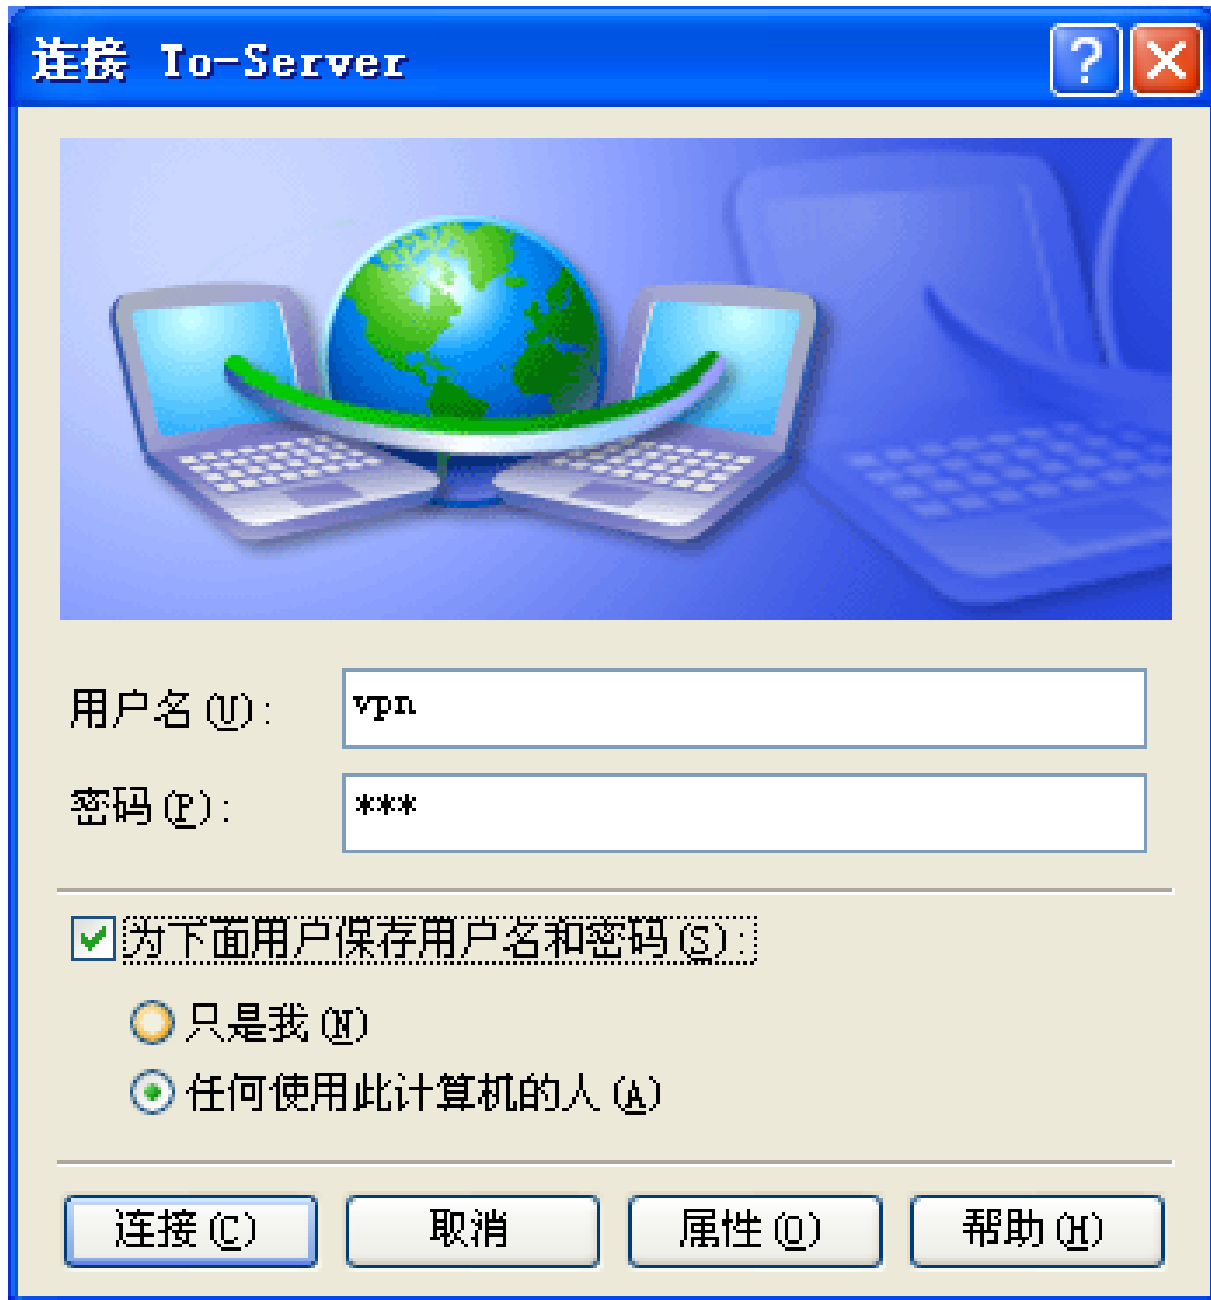 连接 To-Server
用户名(U):
vpn
密码(P):
***
为下面用户保存用户名和密码(S):
只是我(N)
任何使用此计算机的人(A)
连接(C) 取消 属性(O) 帮助(H)